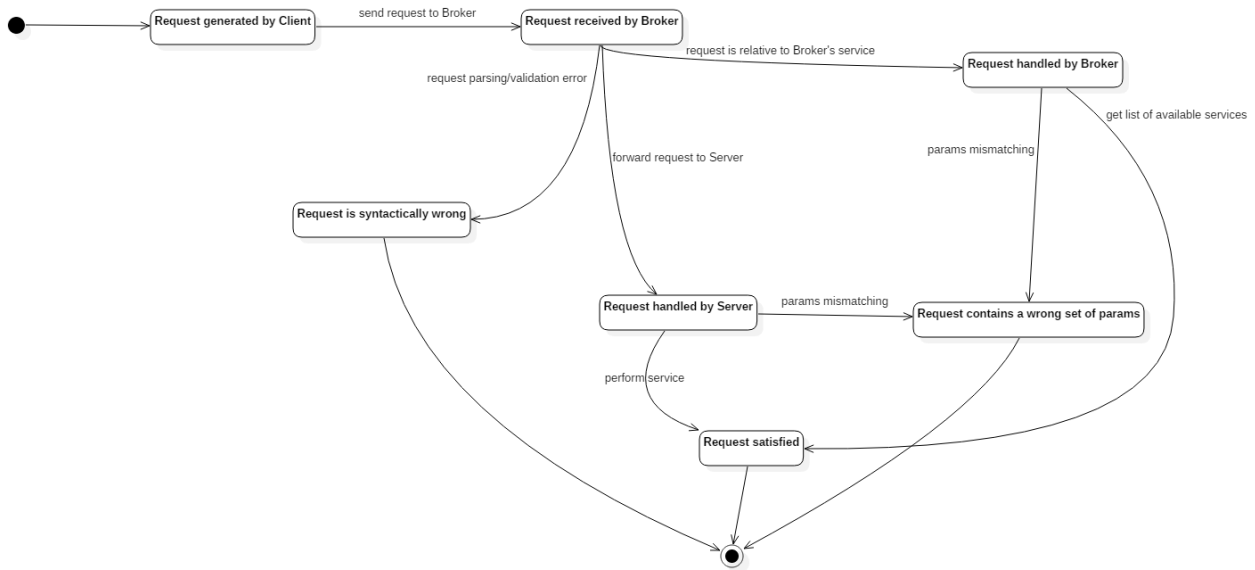 send request to Broker
Request generated by Client
Request received by Broker
request is relative to Broker's service
Request handled by Broker
request parsing/validation error
get list of available services
params mismatching
forward request to Server
Request is syntactically wrong
params mismatching
Request handled by Server
Request contains a wrong set of params
perform service
Request satisfied